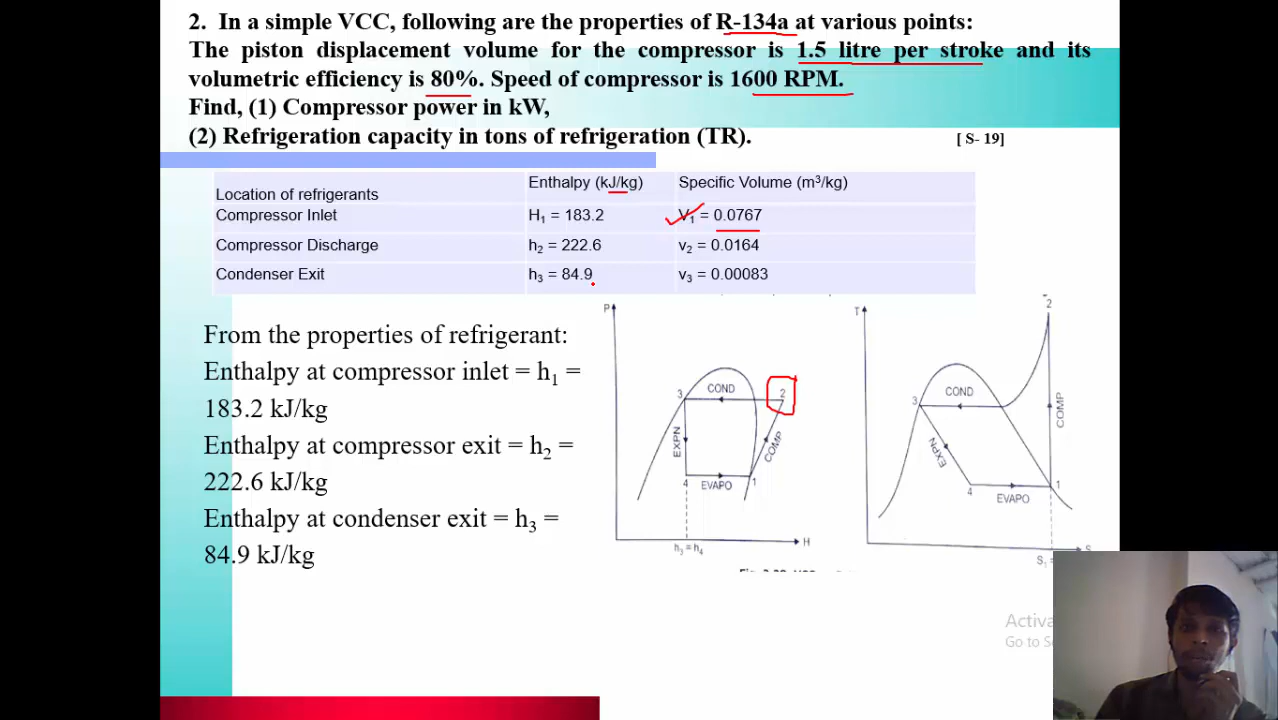 2. In a simple VCC, following are the properties of R-134a at various points:
The piston displacement volume for the compressor is 1.5 litre per stroke and its
volumetric efficiency is 80%. Speed of compressor is 1600 RPM.
Find, (1) Compressor power in kW,
(2) Refrigeration capacity in tons of refrigeration (TR). [ S- 19]
Location of refrigerants Enthalpy (kJ/kg) Specific Volume (m³/kg)
Compressor Inlet H₁ = 183.2 V₁ = 0.0767
Compressor Discharge h₂ = 222.6 v₂ = 0.0164
Condenser Exit h₃ = 84.9 v₃ = 0.00083
From the properties of refrigerant:
Enthalpy at compressor inlet = h₁ =
183.2 kJ/kg
Enthalpy at compressor exit = h₂ =
222.6 kJ/kg
Enthalpy at condenser exit = h₃ =
84.9 kJ/kg
P
3
COND
2
EXPN
COMP
4
EVAPO
1
h₃ = h₄
H
T
2
3
COND
COMP
EXPN
4
EVAPO
1
S₁ =
S
Activa
Go to S